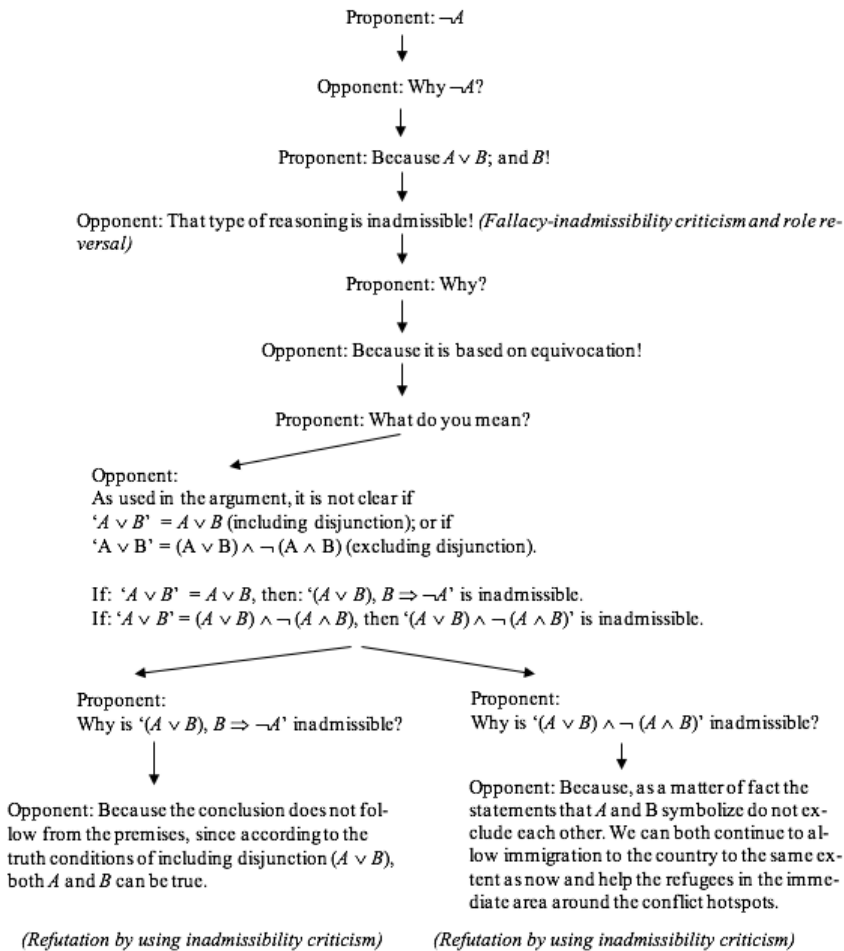 Proponent: ¬A
Opponent: Why ¬A?
Proponent: Because A ∨ B; and B!
Opponent: That type of reasoning is inadmissible! (Fallacy-inadmissibility criticism and role re-
versal)
Proponent: Why?
Opponent: Because it is based on equivocation!
Proponent: What do you mean?
Opponent:
As used in the argument, it is not clear if
‘A ∨ B’ = A ∨ B (including disjunction); or if
‘A ∨ B’ = (A ∨ B) ∧ ¬ (A ∧ B) (excluding disjunction).
If: ‘A ∨ B’ = A ∨ B, then: ‘(A ∨ B), B ⇒ ¬A’ is inadmissible.
If: ‘A ∨ B’ = (A ∨ B) ∧ ¬ (A ∧ B), then ‘(A ∨ B) ∧ ¬ (A ∧ B)’ is inadmissible.
Proponent:
Why is ‘(A ∨ B), B ⇒ ¬A’ inadmissible?
Opponent: Because the conclusion does not fol-
low from the premises, since according to the
truth conditions of including disjunction (A ∨ B),
both A and B can be true.
(Refutation by using inadmissibility criticism)
Proponent:
Why is ‘(A ∨ B) ∧ ¬ (A ∧ B)’ inadmissible?
Opponent: Because, as a matter of fact the
statements that A and B symbolize do not ex-
clude each other. We can both continue to al-
low immigration to the country to the same ex-
tent as now and help the refugees in the imme-
diate area around the conflict hotspots.
(Refutation by using inadmissibility criticism)